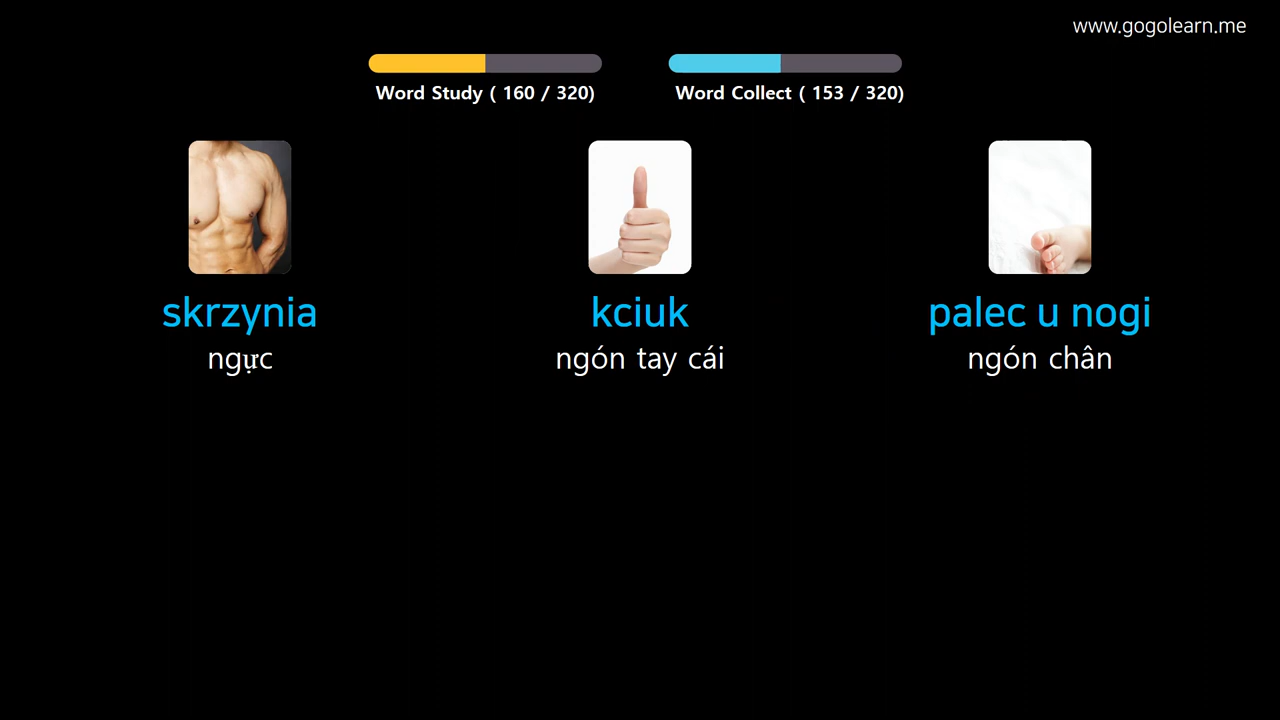 www.gogolearn.me
Word Study ( 160 / 320)
Word Collect ( 153 / 320)
skrzynia
kciuk
palec u nogi
ngực
ngón tay cái
ngón chân